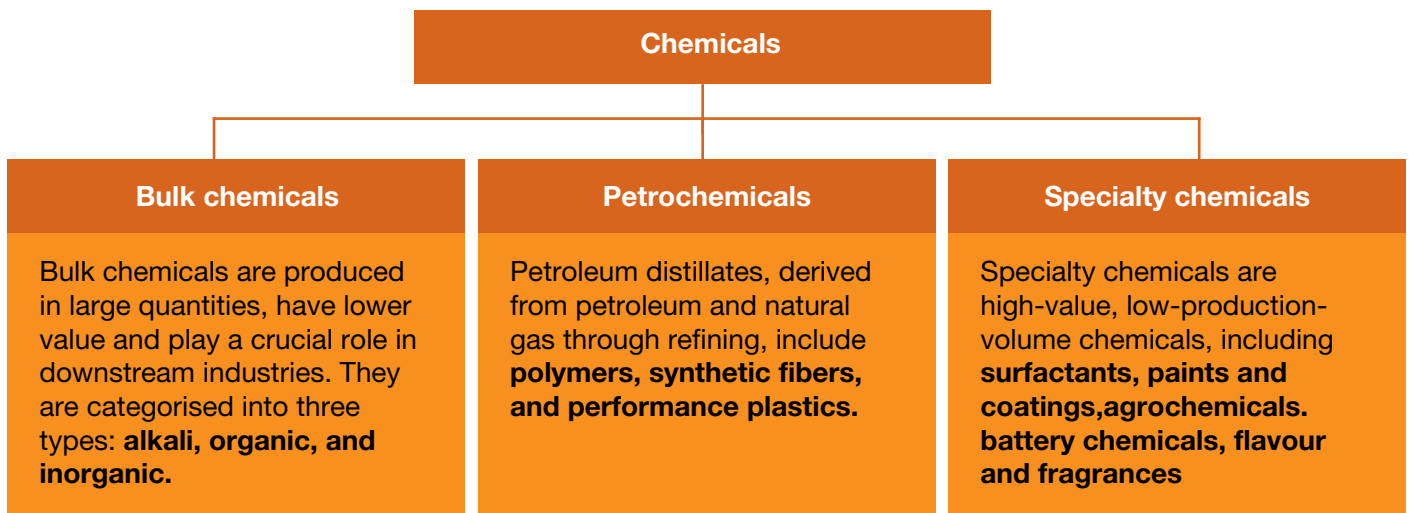 Chemicals
Bulk chemicals
Bulk chemicals are produced
in large quantities, have lower
value and play a crucial role in
downstream industries. They
are categorised into three
types: alkali, organic, and
inorganic.
Petrochemicals
Petroleum distillates, derived
from petroleum and natural
gas through refining, include
polymers, synthetic fibers,
and performance plastics.
Specialty chemicals
Specialty chemicals are
high-value, low-production-
volume chemicals, including
surfactants, paints and
coatings,agrochemicals.
battery chemicals, flavour
and fragrances